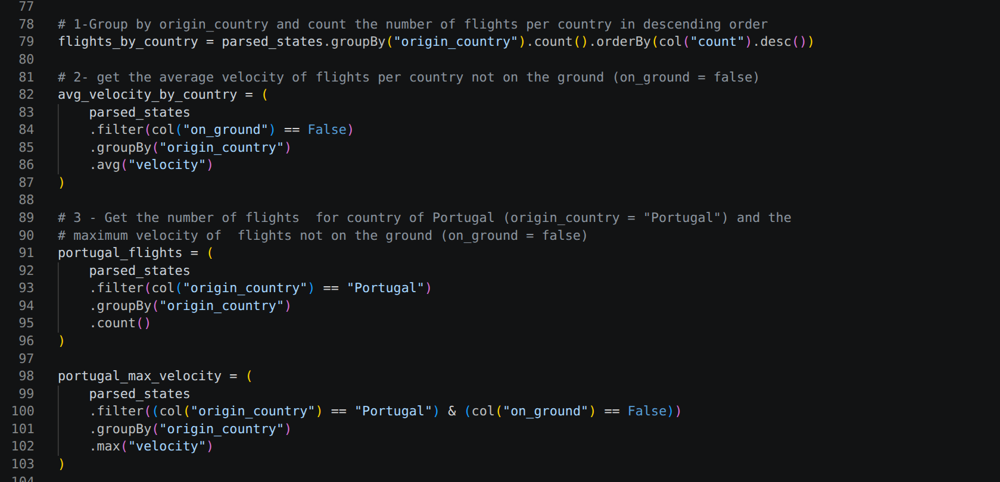 77
78 # 1-Group by origin_country and count the number of flights per country in descending order
79 flights_by_country = parsed_states.groupBy("origin_country").count().orderBy(col("count").desc())
80
81 # 2- get the average velocity of flights per country not on the ground (on_ground = false)
82 avg_velocity_by_country = (
83     parsed_states
84     .filter(col("on_ground") == False)
85     .groupBy("origin_country")
86     .avg("velocity")
87 )
88
89 # 3 - Get the number of flights  for country of Portugal (origin_country = "Portugal") and the
90 # maximum velocity of  flights not on the ground (on_ground = false)
91 portugal_flights = (
92     parsed_states
93     .filter(col("origin_country") == "Portugal")
94     .groupBy("origin_country")
95     .count()
96 )
97
98 portugal_max_velocity = (
99     parsed_states
100     .filter((col("origin_country") == "Portugal") & (col("on_ground") == False))
101     .groupBy("origin_country")
102     .max("velocity")
103 )
104